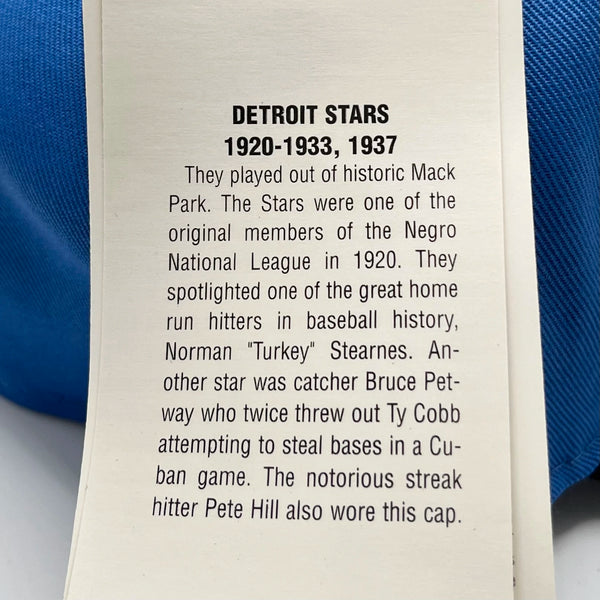 DETROIT STARS
1920-1933, 1937
They played out of historic Mack
Park. The Stars were one of the
original members of the Negro
National League in 1920. They
spotlighted one of the great home
run hitters in baseball history,
Norman "Turkey" Stearnes. An-
other star was catcher Bruce Pet-
way who twice threw out Ty Cobb
attempting to steal bases in a Cu-
ban game. The notorious streak
hitter Pete Hill also wore this cap.